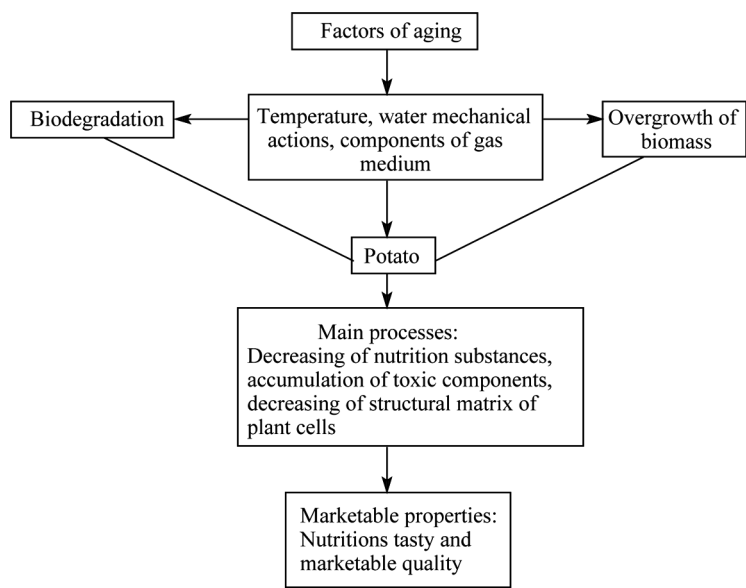 Factors of aging
Biodegradation
Temperature, water mechanical
actions, components of gas
medium
Overgrowth of
biomass
Potato
Main processes:
Decreasing of nutrition substances,
accumulation of toxic components,
decreasing of structural matrix of
plant cells
Marketable properties:
Nutritions tasty and
marketable quality